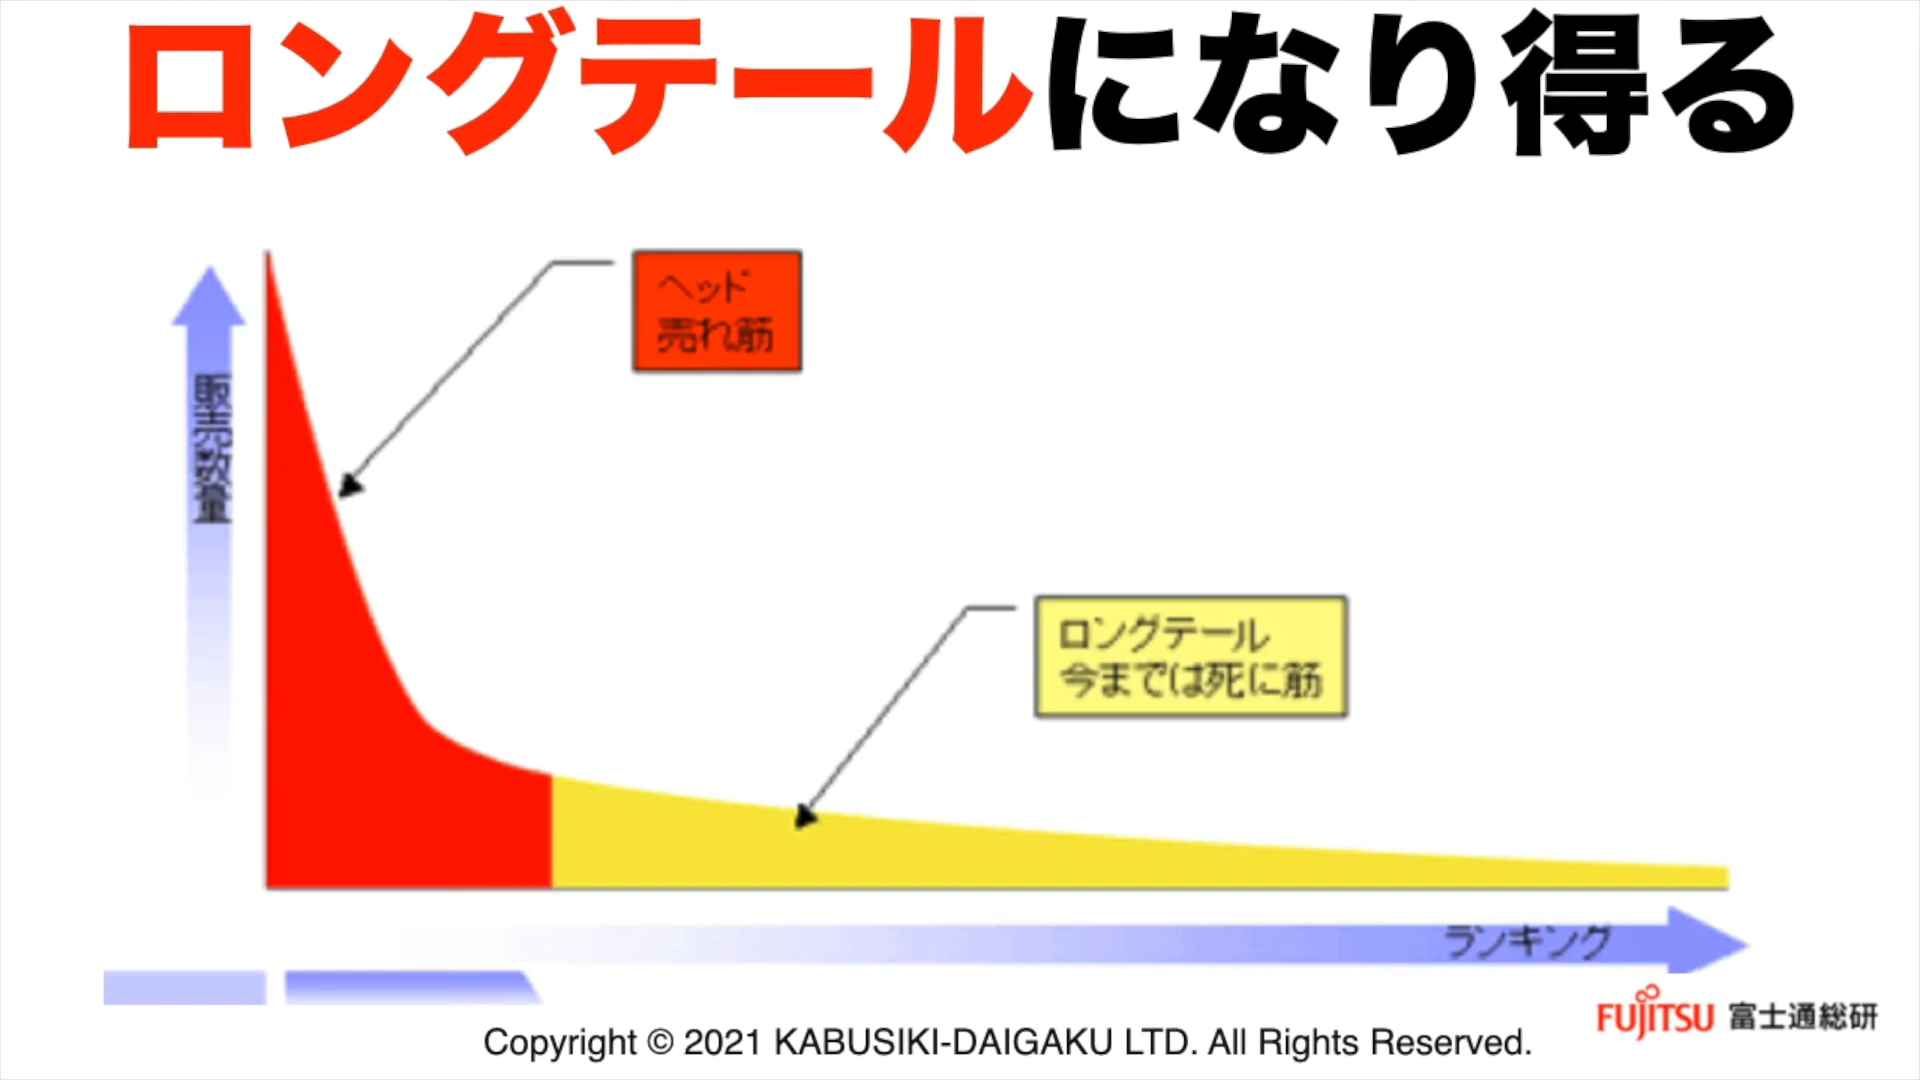 ロングテールになり得る
ヘッド
売れ筋
販売数量
ロングテール
今までは死に筋
ランキング
FUJITSU 富士通総研
Copyright © 2021 KABUSIKI-DAIGAKU LTD. All Rights Reserved.